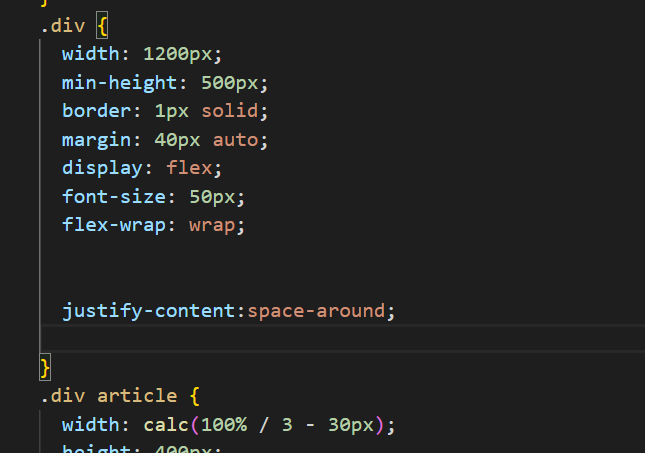 }
.div {
width: 1200px;
min-height: 500px;
border: 1px solid;
margin: 40px auto;
display: flex;
font-size: 50px;
flex-wrap: wrap;
justify-content:space-around;
}
.div article {
width: calc(100% / 3 - 30px);
height: 400px;